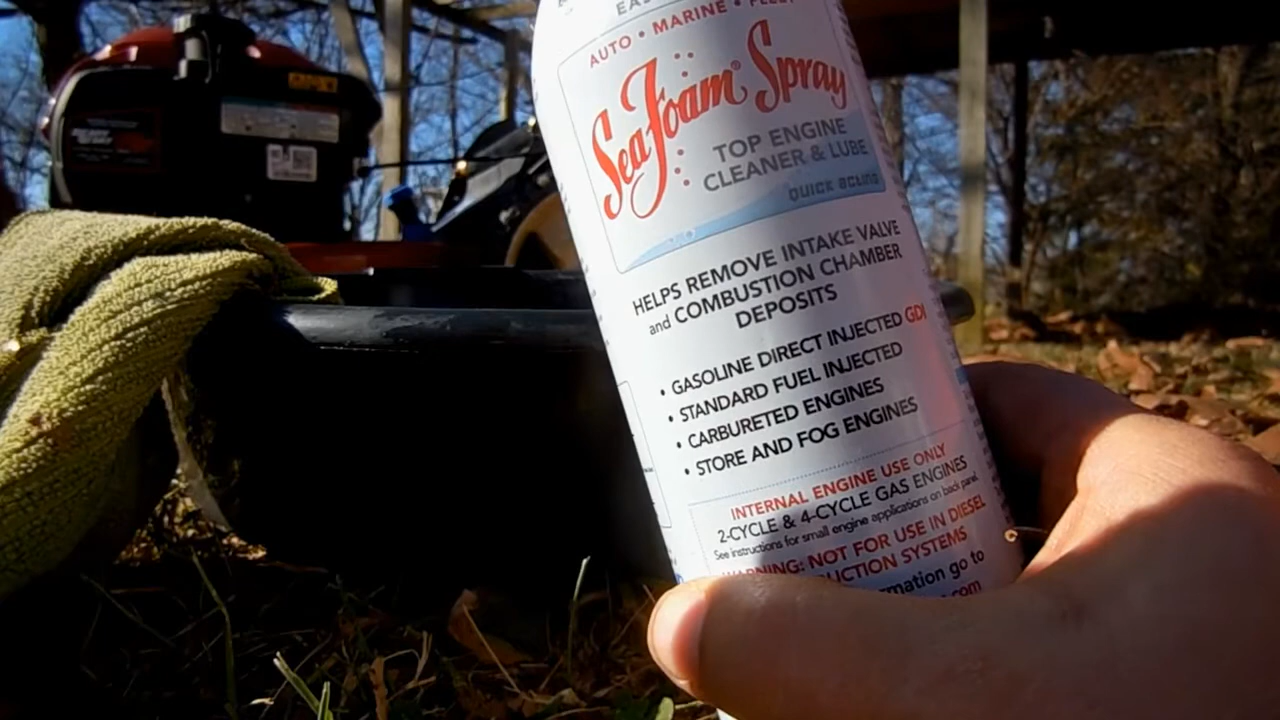 AUTO • MARINE •
Sea Foam® Spray
TOP ENGINE
CLEANER & LUBE
QUICK ACTING
HELPS REMOVE INTAKE VALVE
and COMBUSTION CHAMBER
DEPOSITS
• GASOLINE DIRECT INJECTED GDI
• STANDARD FUEL INJECTED
• CARBURETED ENGINES
• STORE AND FOG ENGINES
INTERNAL ENGINE USE ONLY
2-CYCLE & 4-CYCLE GAS ENGINES
See instructions for small engine applications on back panel
WARNING: NOT FOR USE IN DIESEL
SYSTEMS
go to
.com